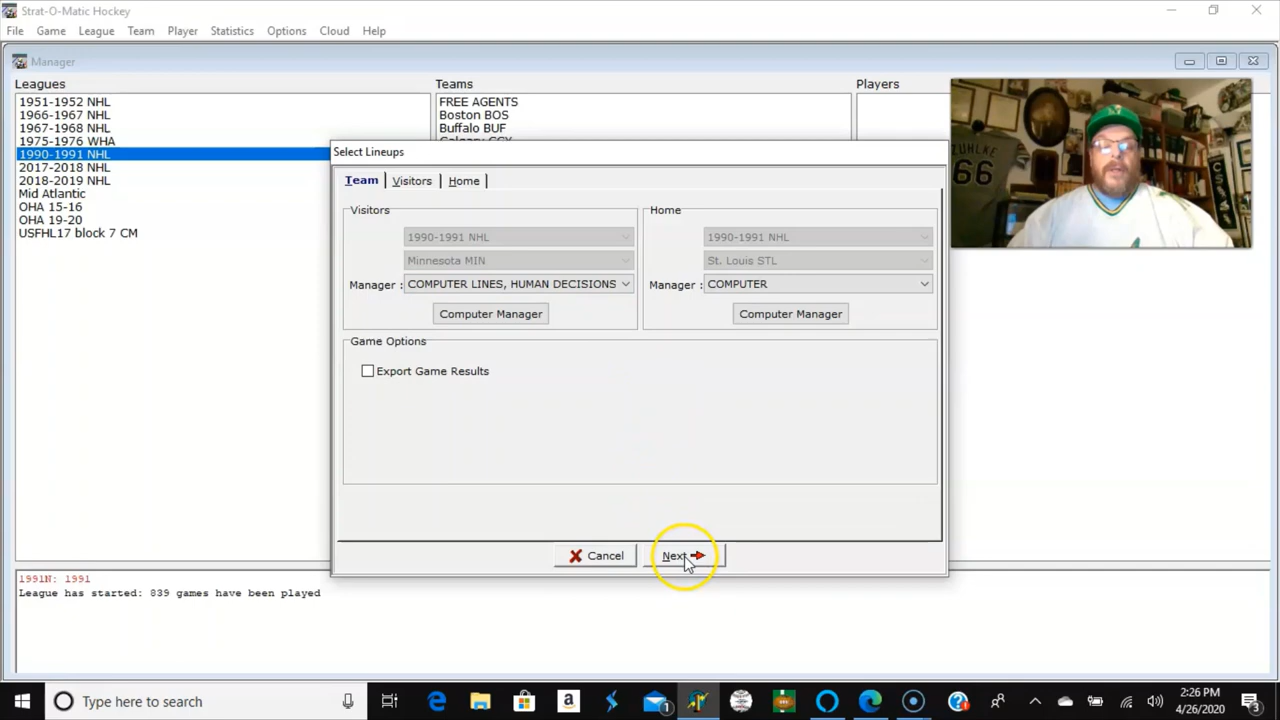 Strat-O-Matic Hockey
File Game League Team Player Statistics Options Cloud Help
Manager
Leagues
1951-1952 NHL
1966-1967 NHL
1967-1968 NHL
1975-1976 WHA
1990-1991 NHL
2017-2018 NHL
2018-2019 NHL
Mid Atlantic
OHA 15-16
OHA 19-20
USFHL17 block 7 CM
Teams
FREE AGENTS
Boston BOS
Buffalo BUF
Players
ZUHLKE
66
Select Lineups
Team Visitors Home
Visitors
1990-1991 NHL
Minnesota MIN
Manager : COMPUTER LINES, HUMAN DECISIONS
Computer Manager
Home
1990-1991 NHL
St. Louis STL
Manager : COMPUTER
Computer Manager
Game Options
Export Game Results
Cancel Next
1991N: 1991
League has started: 839 games have been played
Type here to search
1
2:26 PM
4/26/2020
3